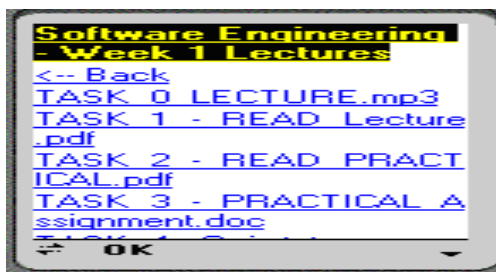 Software Engineering
- Week 1 Lectures
<-- Back
TASK 0 LECTURE.mp3
TASK 1 - READ Lecture
.pdf
TASK 2 - READ PRACT
ICAL.pdf
TASK 3 - PRACTICAL A
ssignment.doc
OK